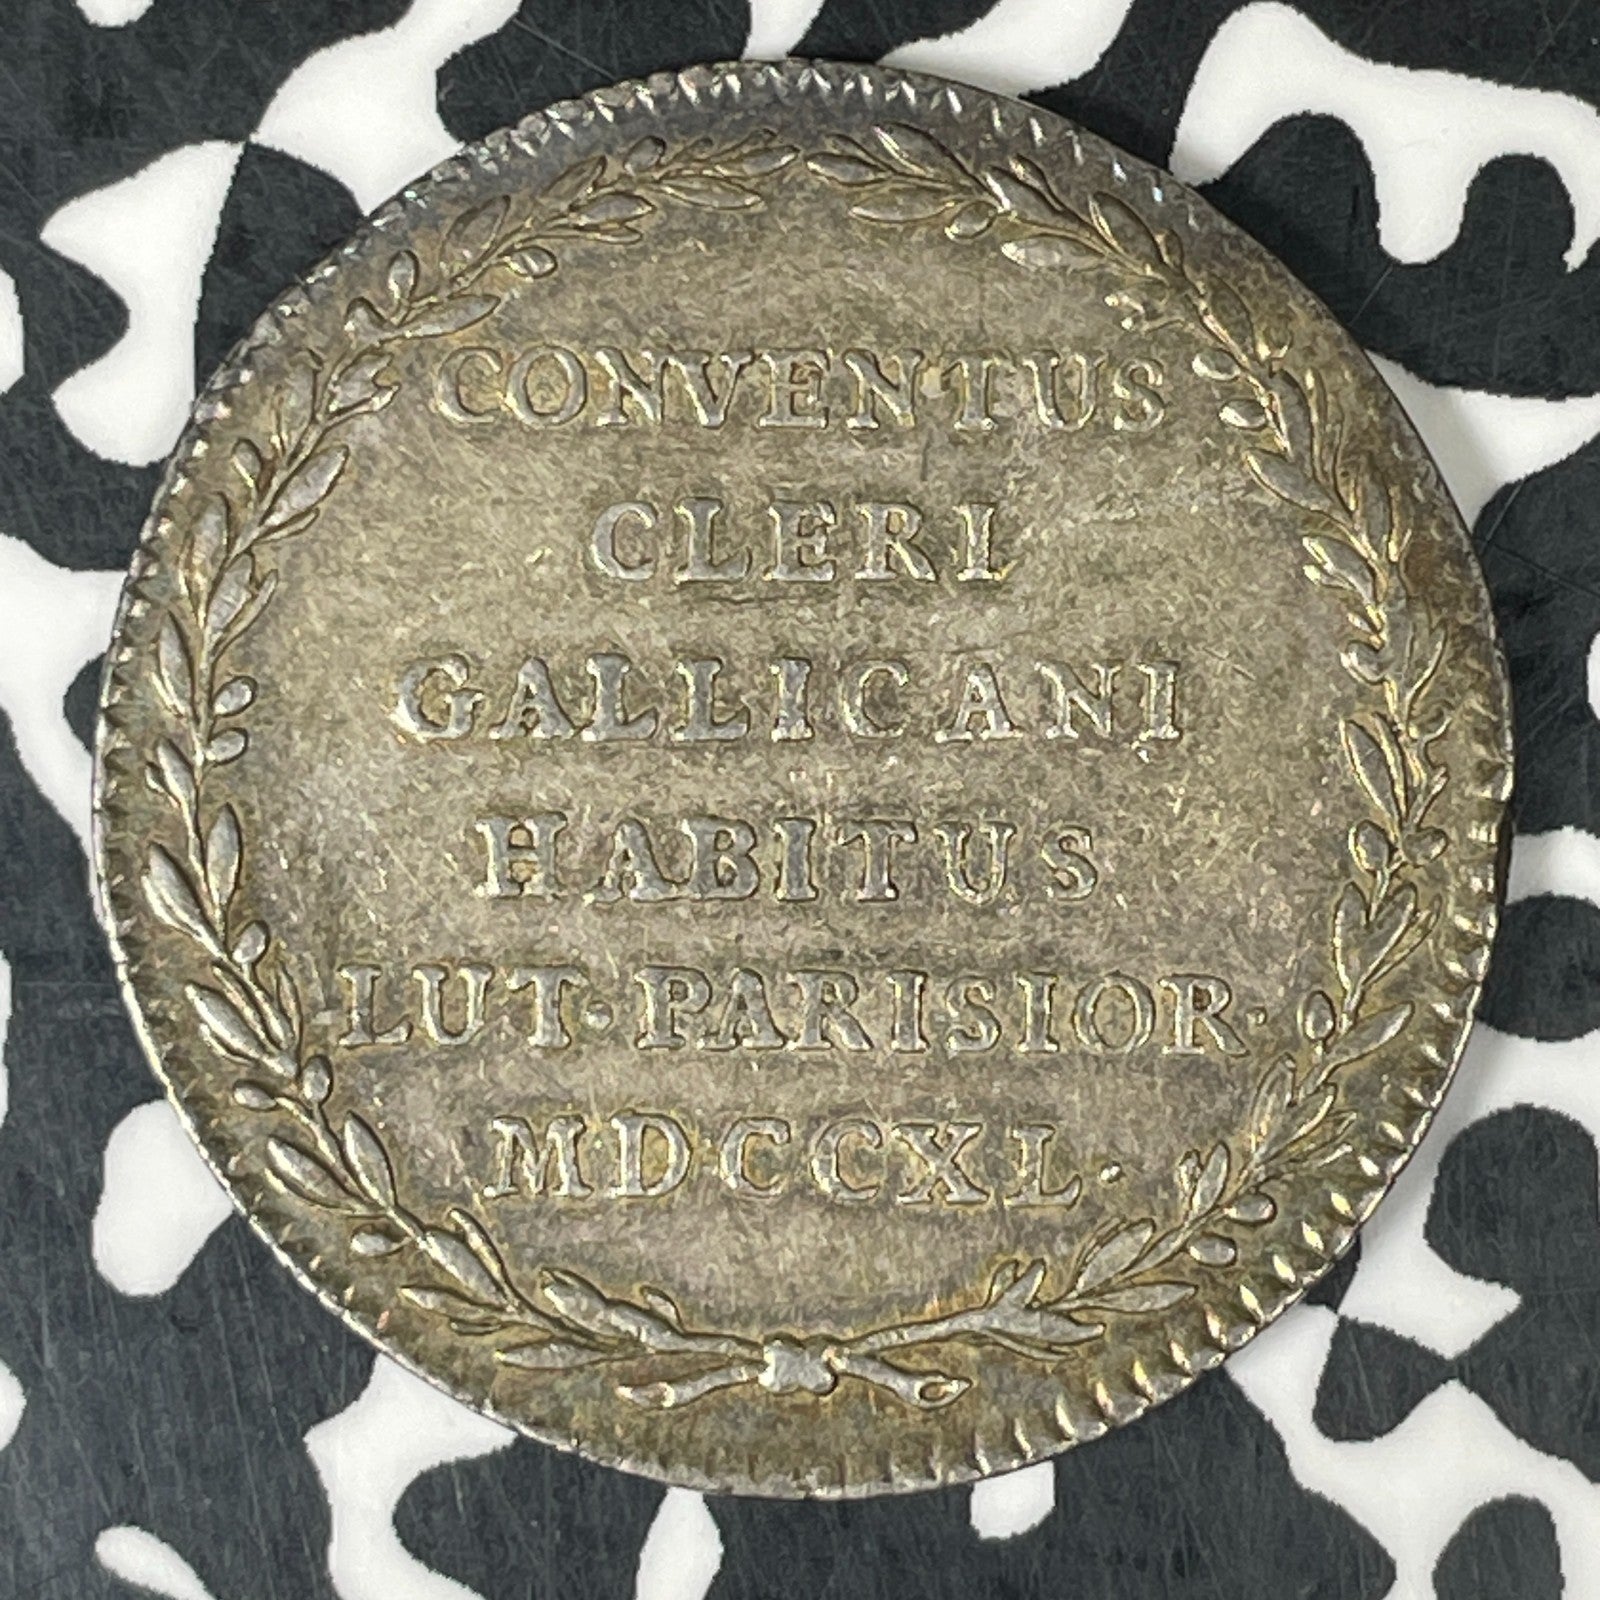 CONVENTUS
CLERI
GALLICANI
HABITUS
LUT·PARISIOR·
MDCCXL·